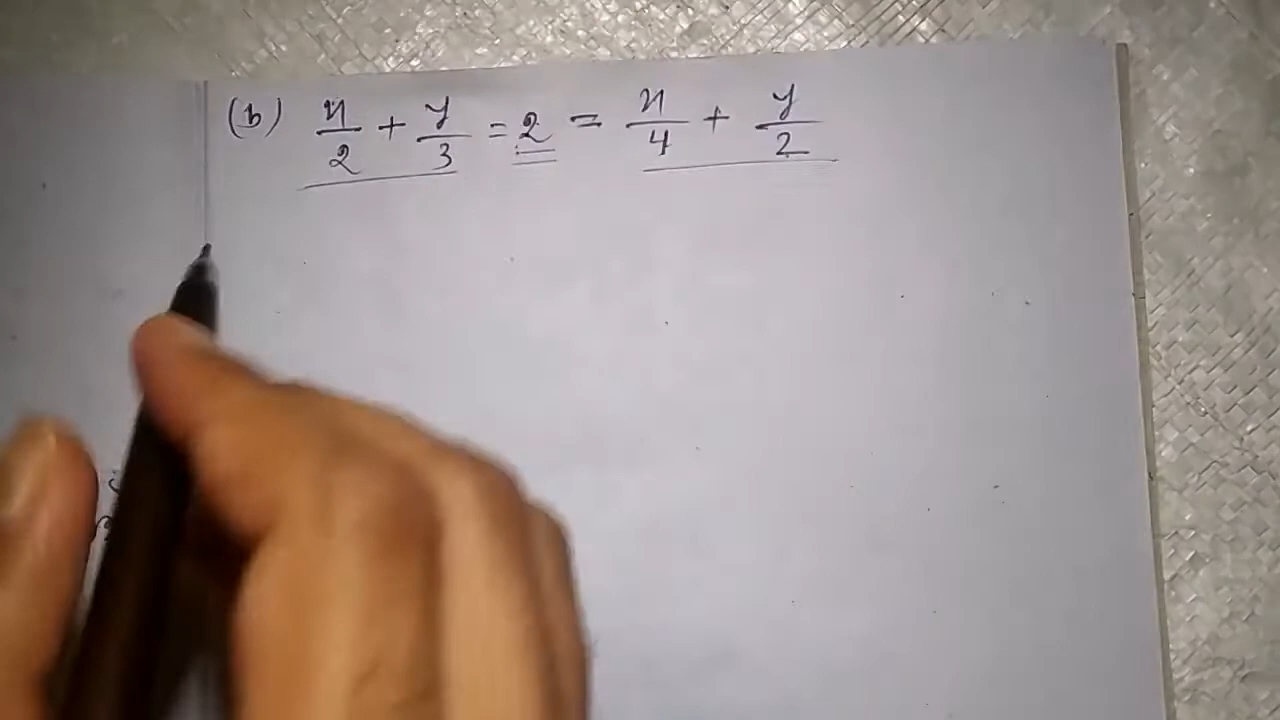 (b) x/2 + y/3 = 2 = x/4 + y/2